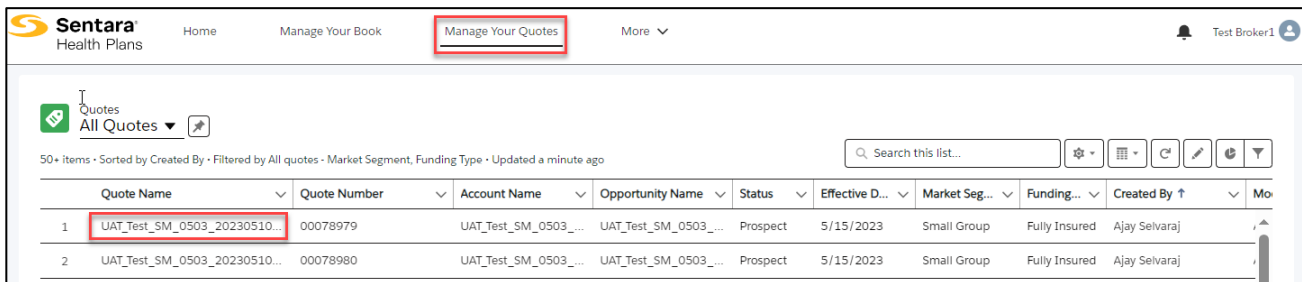 Sentara
Health Plans
Home Manage Your Book Manage Your Quotes More
Test Broker1
Quotes
All Quotes
50+ items • Sorted by Created By • Filtered by All quotes - Market Segment, Funding Type • Updated a minute ago
Search this list...
Quote Name Quote Number Account Name Opportunity Name Status Effective D... Market Seg... Funding... Created By ↑
1 UAT_Test_SM_0503_20230510... 00078979 UAT_Test_SM_0503_... UAT_Test_SM_0503_... Prospect 5/15/2023 Small Group Fully Insured Ajay Selvaraj
2 UAT_Test_SM_0503_20230510... 00078980 UAT_Test_SM_0503_... UAT_Test_SM_0503_... Prospect 5/15/2023 Small Group Fully Insured Ajay Selvaraj